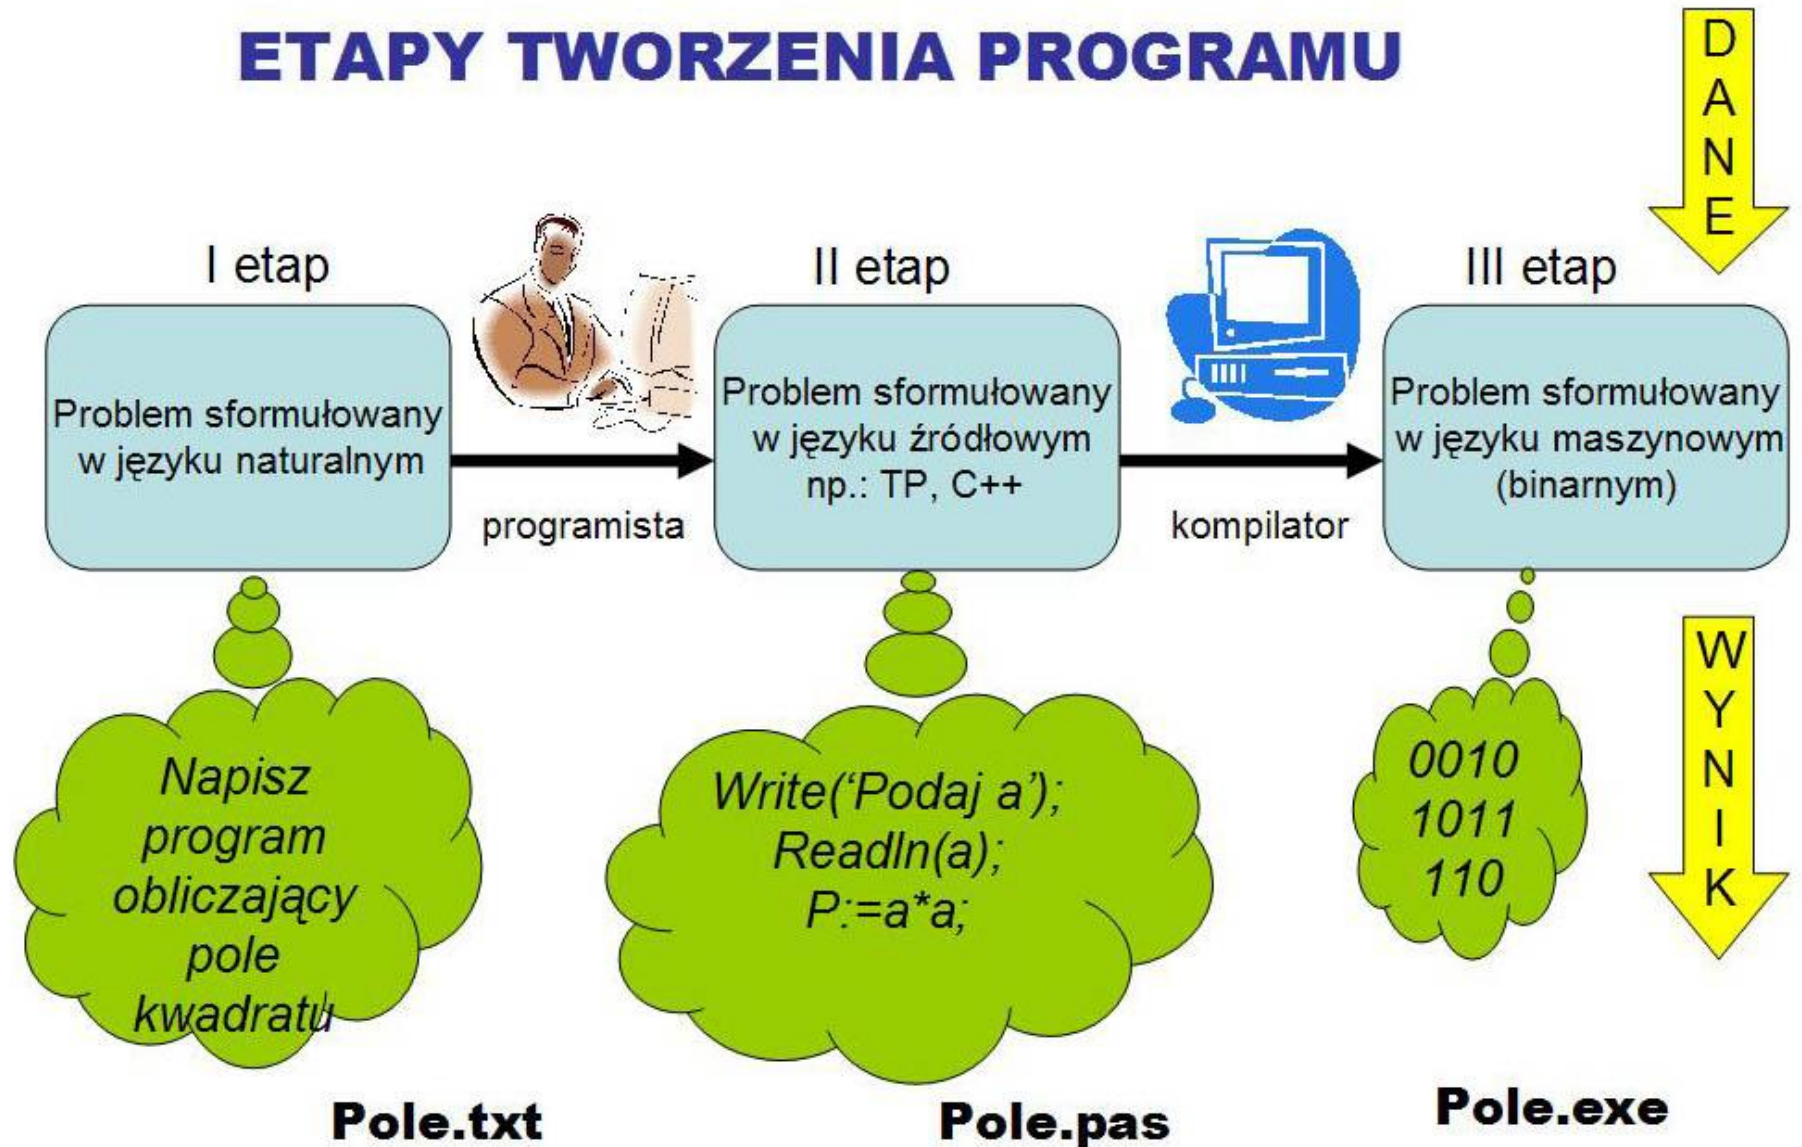 ETAPY TWORZENIA PROGRAMU
DANE
I etap
II etap
III etap
Problem sformułowany
w języku naturalnym
programista
Problem sformułowany
w języku źródłowym
np.: TP, C++
kompilator
Problem sformułowany
w języku maszynowym
(binarnym)
Napisz
program
obliczający
pole
kwadratu
Write(‘Podaj a’);
Readln(a);
P:=a*a;
0010
1011
110
WYNIK
Pole.txt
Pole.pas
Pole.exe